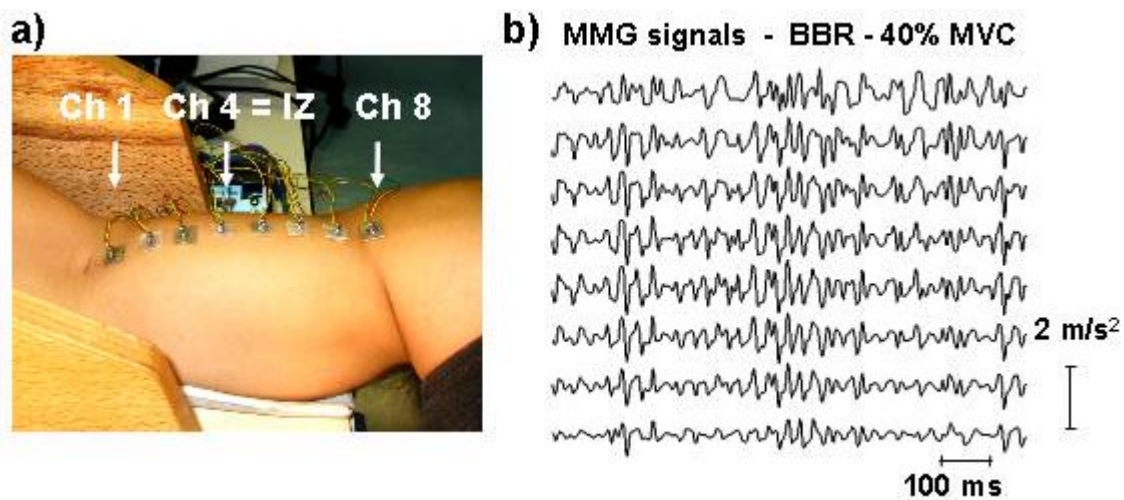 a)
Ch 1 Ch 4 = IZ Ch 8
b) MMG signals - BBR - 40% MVC
2 m/s²
100 ms